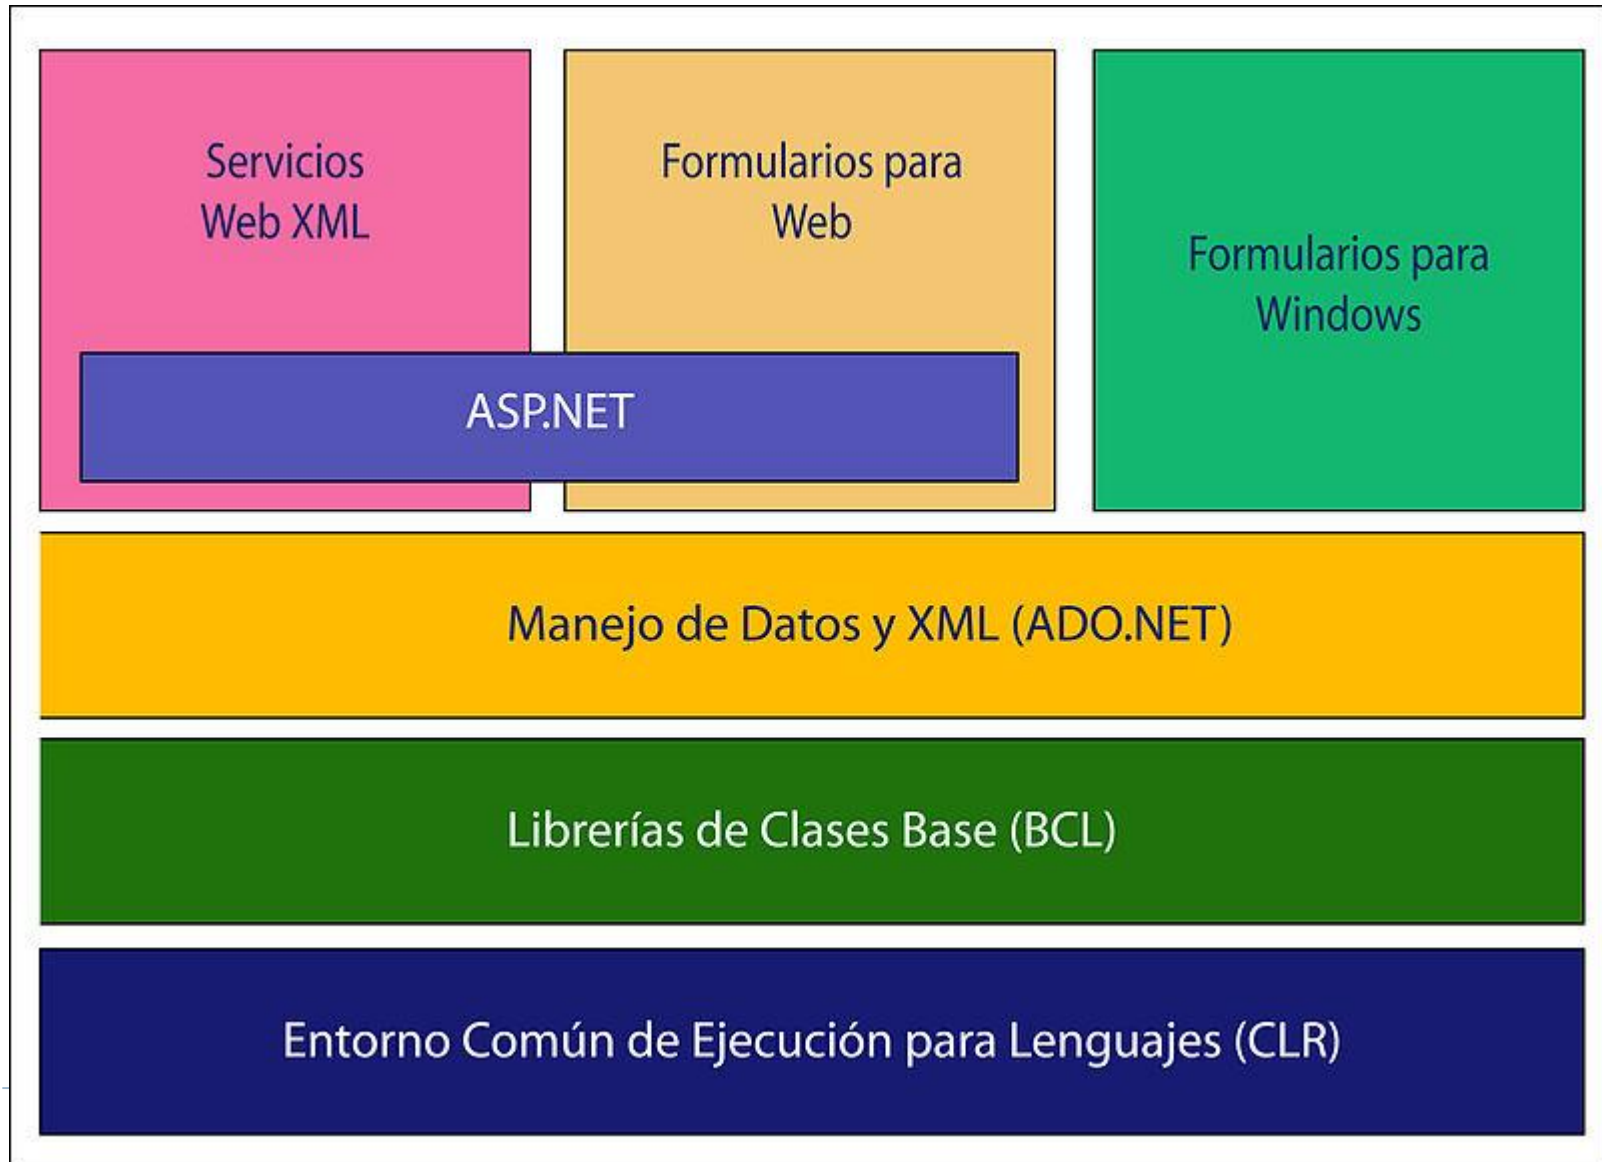 Servicios
Web XML
Formularios para
Web
Formularios para
Windows
ASP.NET
Manejo de Datos y XML (ADO.NET)
Librerías de Clases Base (BCL)
Entorno Común de Ejecución para Lenguajes (CLR)